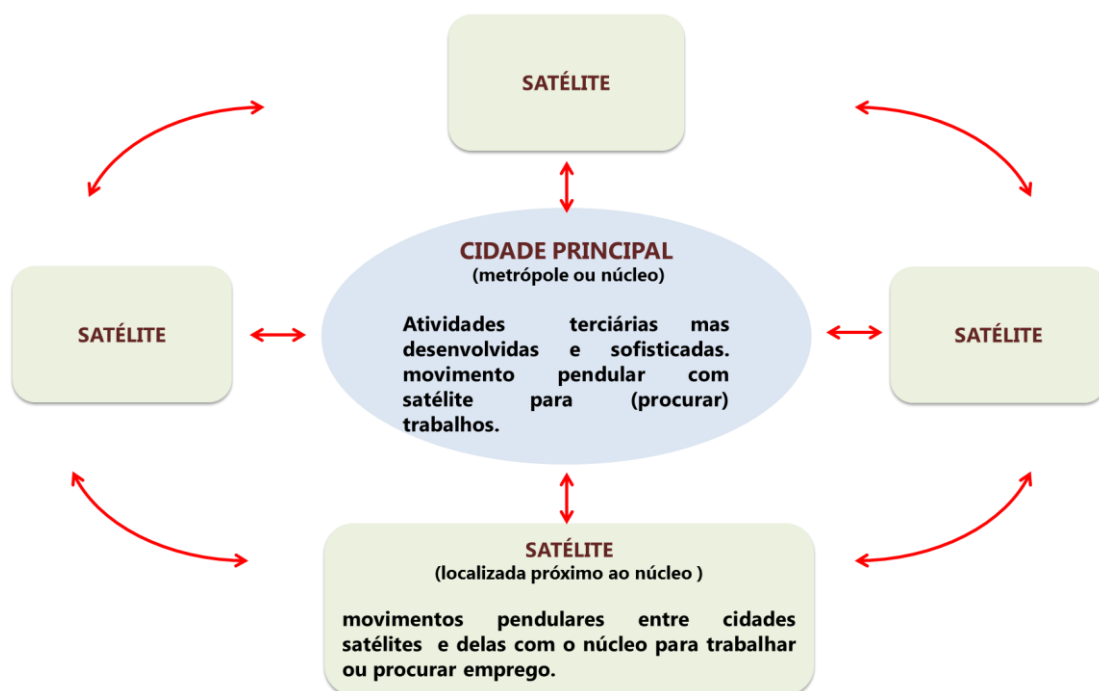 SATÉLITE
CIDADE PRINCIPAL
(metrópole ou núcleo)
Atividades terciárias mas
desenvolvidas e sofisticadas.
movimento pendular com
satélite para (procurar)
trabalhos.
SATÉLITE
SATÉLITE
SATÉLITE
(localizada próximo ao núcleo )
movimentos pendulares entre cidades
satélites e delas com o núcleo para trabalhar
ou procurar emprego.